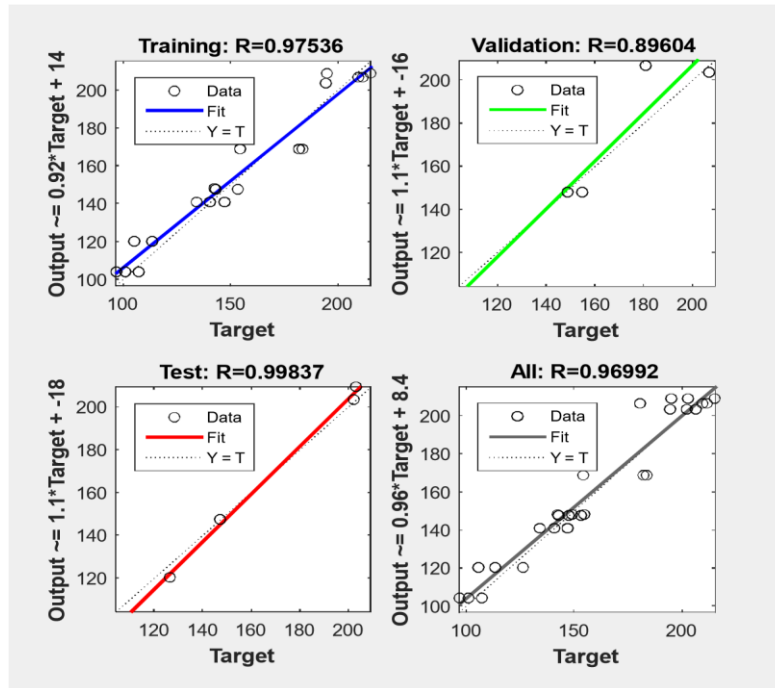 Training: R=0.97536
Output ~= 0.92*Target + 14
200
180
160
140
120
100
Data
Fit
Y = T
100
150
200
Target
Validation: R=0.89604
Output ~= 1.1*Target + -16
200
180
160
140
120
Data
Fit
Y = T
120
140
160
180
200
Target
Test: R=0.99837
Output ~= 1.1*Target + -18
200
180
160
140
120
Data
Fit
Y = T
120
140
160
180
200
Target
All: R=0.96992
Output ~= 0.96*Target + 8.4
200
180
160
140
120
100
Data
Fit
Y = T
100
150
200
Target